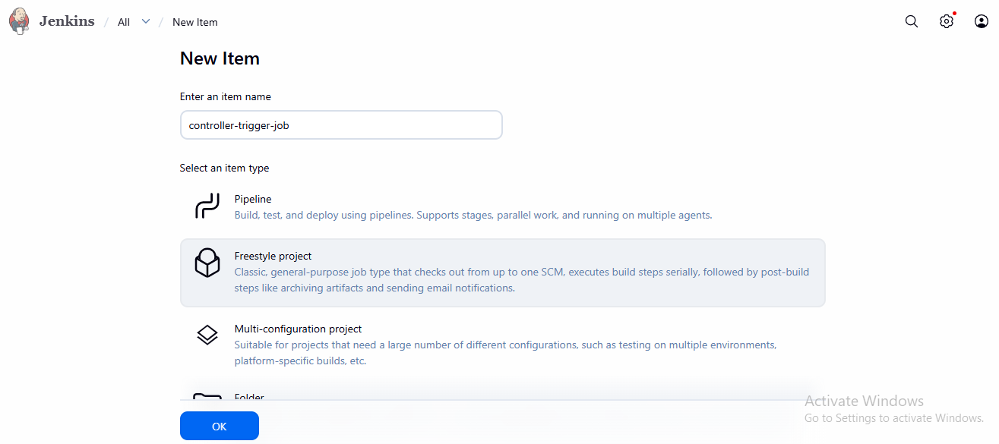 Jenkins / All / New Item
New Item
Enter an item name
controller-trigger-job
Select an item type
Pipeline
Build, test, and deploy using pipelines. Supports stages, parallel work, and running on multiple agents.
Freestyle project
Classic, general-purpose job type that checks out from up to one SCM, executes build steps serially, followed by post-build
steps like archiving artifacts and sending email notifications.
Multi-configuration project
Suitable for projects that need a large number of different configurations, such as testing on multiple environments,
platform-specific builds, etc.
Folder
Activate Windows
Go to Settings to activate Windows.
OK